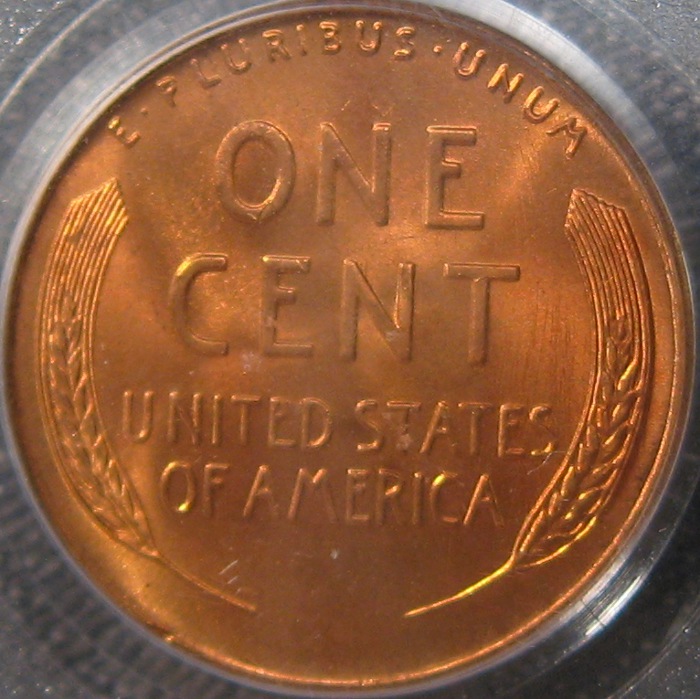 E·PLURIBUS·UNUM
ONE
CENT
UNITED STATES
OF AMERICA